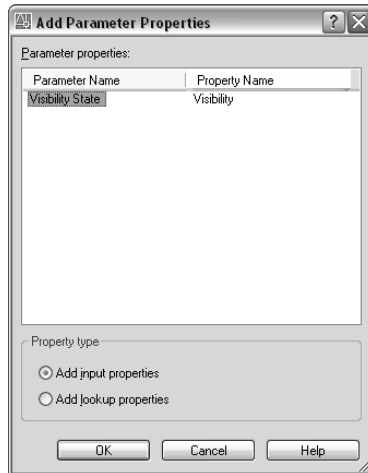 Add Parameter Properties
Parameter properties:
Parameter Name Property Name
Visibility State Visibility
Property type
Add input properties
Add lookup properties
OK Cancel Help